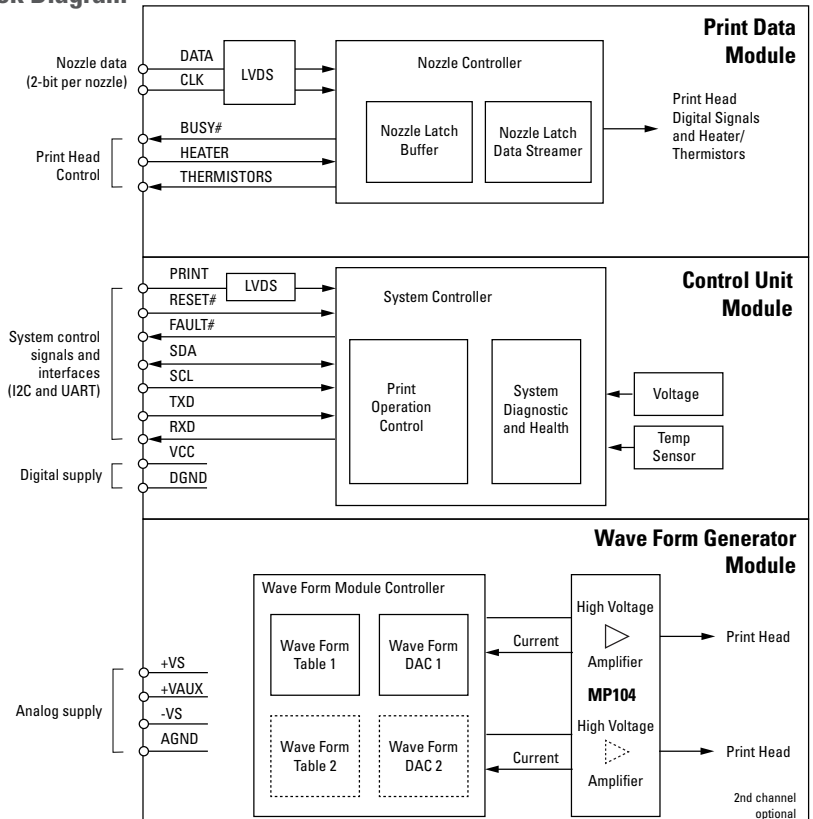 ck Diagram
Print Data
Module
Nozzle data
(2-bit per nozzle)
DATA
CLK
LVDS
Nozzle Controller
Nozzle Latch
Buffer
Nozzle Latch
Data Streamer
Print Head
Digital Signals
and Heater/
Thermistors
Print Head
Control
BUSY#
HEATER
THERMISTORS
Control Unit
Module
System control
signals and
interfaces
(I2C and UART)
PRINT
LVDS
RESET#
FAULT#
SDA
SCL
TXD
RXD
System Controller
Print
Operation
Control
System
Diagnostic
and Health
Voltage
Temp
Sensor
Digital supply
VCC
DGND
Wave Form Generator
Module
Wave Form Module Controller
Wave Form
Table 1
Wave Form
DAC 1
Wave Form
Table 2
Wave Form
DAC 2
Current
Current
High Voltage
Amplifier
MP104
High Voltage
Amplifier
Print Head
Print Head
Analog supply
+VS
+VAUX
-VS
AGND
2nd channel
optional